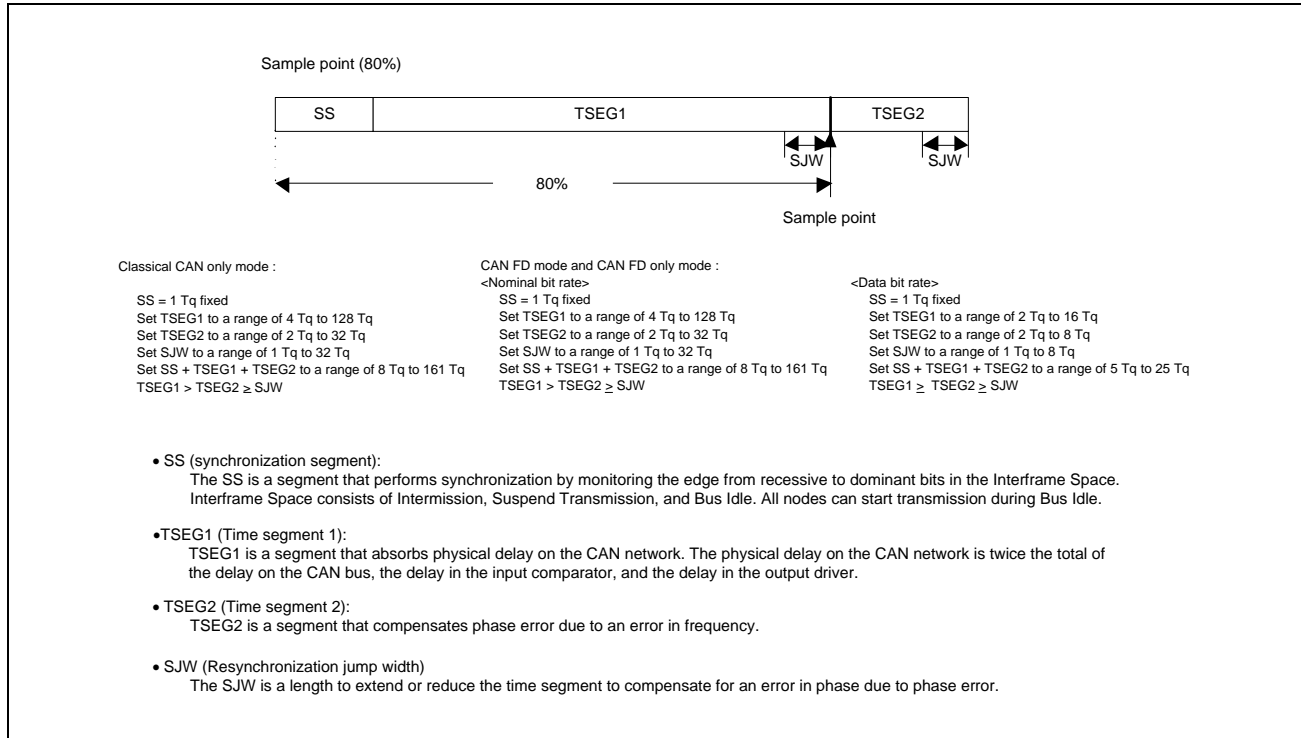 Sample point (80%)
SS
TSEG1
TSEG2
SJW
SJW
80%
Sample point
Classical CAN only mode :
SS = 1 Tq fixed
Set TSEG1 to a range of 4 Tq to 128 Tq
Set TSEG2 to a range of 2 Tq to 32 Tq
Set SJW to a range of 1 Tq to 32 Tq
Set SS + TSEG1 + TSEG2 to a range of 8 Tq to 161 Tq
TSEG1 > TSEG2 ≥ SJW
CAN FD mode and CAN FD only mode :
<Nominal bit rate>
SS = 1 Tq fixed
Set TSEG1 to a range of 4 Tq to 128 Tq
Set TSEG2 to a range of 2 Tq to 32 Tq
Set SJW to a range of 1 Tq to 32 Tq
Set SS + TSEG1 + TSEG2 to a range of 8 Tq to 161 Tq
TSEG1 > TSEG2 ≥ SJW
<Data bit rate>
SS = 1 Tq fixed
Set TSEG1 to a range of 2 Tq to 16 Tq
Set TSEG2 to a range of 2 Tq to 8 Tq
Set SJW to a range of 1 Tq to 8 Tq
Set SS + TSEG1 + TSEG2 to a range of 5 Tq to 25 Tq
TSEG1 ≥ TSEG2 ≥ SJW
• SS (synchronization segment):
The SS is a segment that performs synchronization by monitoring the edge from recessive to dominant bits in the Interframe Space.
Interframe Space consists of Intermission, Suspend Transmission, and Bus Idle. All nodes can start transmission during Bus Idle.
•TSEG1 (Time segment 1):
TSEG1 is a segment that absorbs physical delay on the CAN network. The physical delay on the CAN network is twice the total of
the delay on the CAN bus, the delay in the input comparator, and the delay in the output driver.
• TSEG2 (Time segment 2):
TSEG2 is a segment that compensates phase error due to an error in frequency.
• SJW (Resynchronization jump width)
The SJW is a length to extend or reduce the time segment to compensate for an error in phase due to phase error.